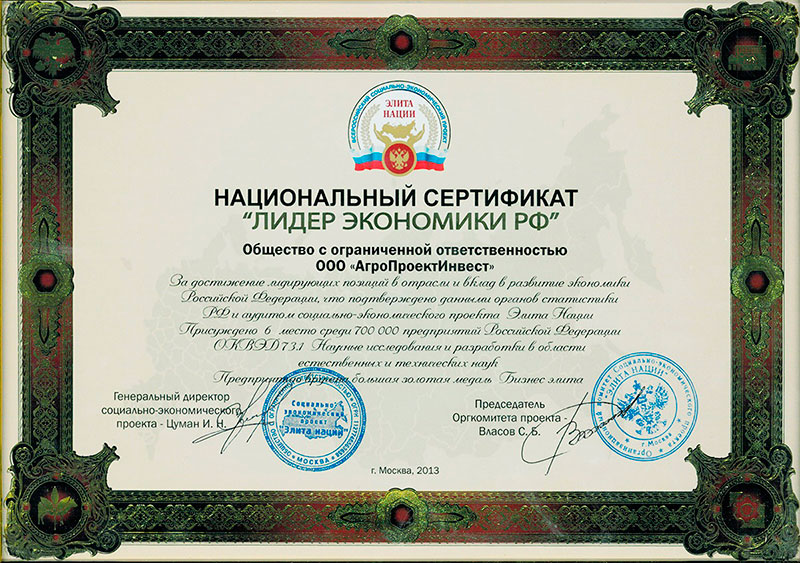 ВСЕРОССИЙСКИЙ СОЦИАЛЬНО-ЭКОНОМИЧЕСКИЙ ПРОЕКТ
ЭЛИТА
НАЦИИ
НАЦИОНАЛЬНЫЙ СЕРТИФИКАТ
"ЛИДЕР ЭКОНОМИКИ РФ"
Общество с ограниченной ответственностью
ООО «АгроПроектИнвест»
За достижение лидирующих позиций в отрасли и вклад в развитие экономики
Российской Федерации, что подтверждено данными органов статистики
РФ и аудитом социально-экономического проекта Элита Нации
Присуждено 6 место среди 700 000 предприятий Российской Федерации
ОКВЭД 73.1 Научные исследования и разработки в области
естественных и технических наук
Предприятию вручена большая золотая медаль Бизнес элита
Генеральный директор
социально-экономического
проекта - Цуман И. Н.
Социально-
экономический
проект
Элита нации
МОСКВА
Председатель
Оргкомитета проекта -
Власов С. Б.
Социально-экономического проекта
ЭЛИТА НАЦИИ
г. Москва
г. Москва, 2013